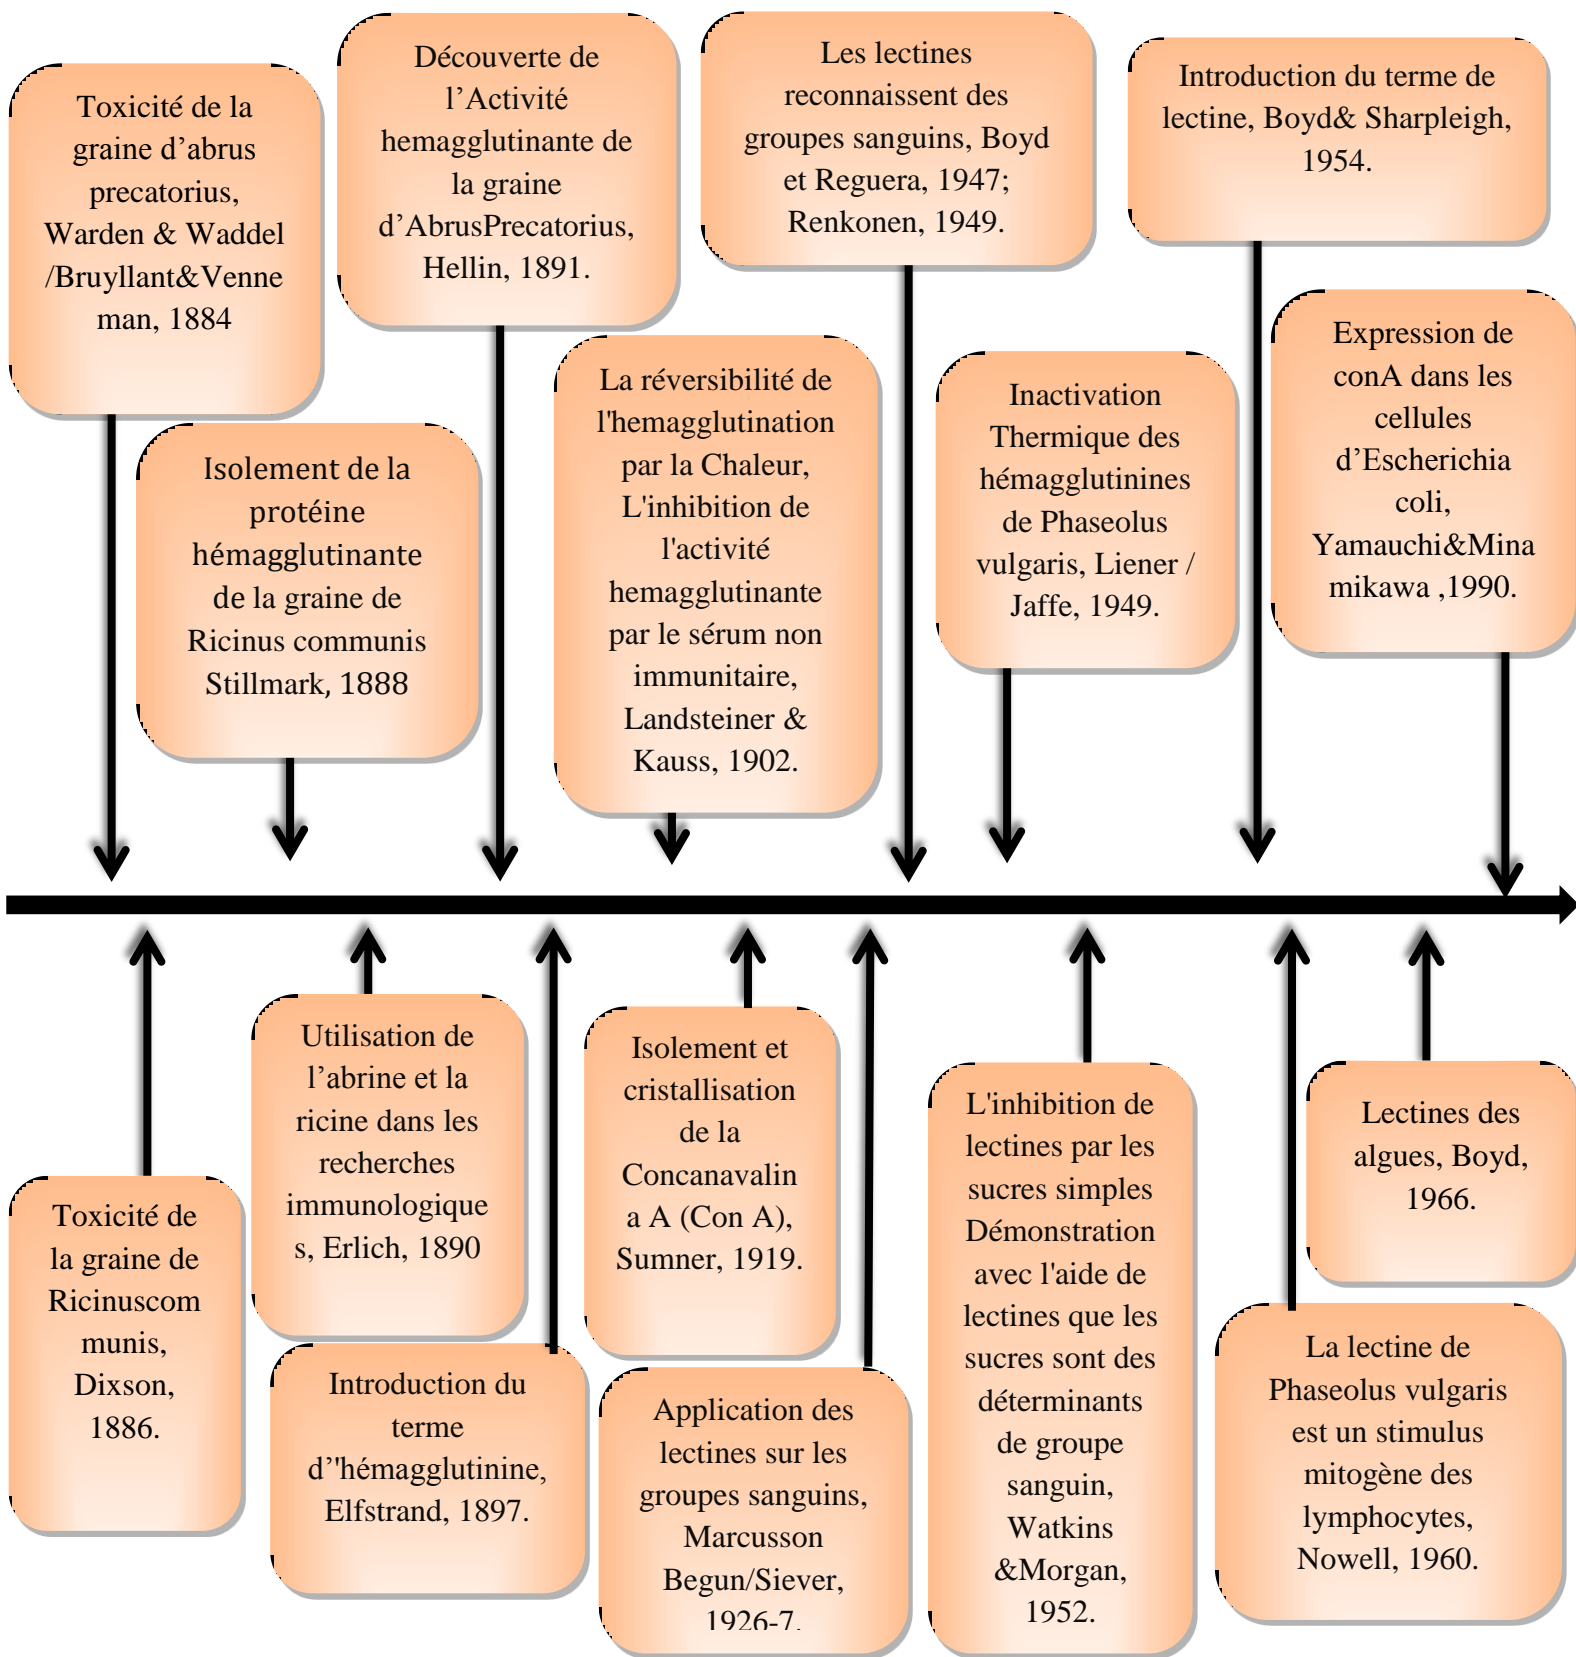 Toxicité de la
graine d’abrus
precatorius,
Warden & Waddel
/Bruyllant&Venne
man, 1884
Découverte de
l’Activité
hemagglutinante de
la graine
d’AbrusPrecatorius,
Hellin, 1891.
Les lectines
reconnaissent des
groupes sanguins, Boyd
et Reguera, 1947;
Renkonen, 1949.
Introduction du terme de
lectine, Boyd& Sharpleigh,
1954.
Isolement de la
protéine
hémagglutinante
de la graine de
Ricinus communis
Stillmark, 1888
La réversibilité de
l'hemagglutination
par la Chaleur,
L'inhibition de
l'activité
hemagglutinante
par le sérum non
immunitaire,
Landsteiner &
Kauss, 1902.
Inactivation
Thermique des
hémagglutinines
de Phaseolus
vulgaris, Liener /
Jaffe, 1949.
Expression de
conA dans les
cellules
d’Escherichia
coli,
Yamauchi&Mina
mikawa ,1990.
Toxicité de
la graine de
Ricinuscom
munis,
Dixson,
1886.
Utilisation de
l’abrine et la
ricine dans les
recherches
immunologique
s, Erlich, 1890
Introduction du
terme
d’'hémagglutinine,
Elfstrand, 1897.
Isolement et
cristallisation
de la
Concanavalin
a A (Con A),
Sumner, 1919.
Application des
lectines sur les
groupes sanguins,
Marcusson
Begun/Siever,
1926-7.
L'inhibition de
lectines par les
sucres simples
Démonstration
avec l'aide de
lectines que les
sucres sont des
déterminants
de groupe
sanguin,
Watkins
&Morgan,
1952.
La lectine de
Phaseolus vulgaris
est un stimulus
mitogène des
lymphocytes,
Nowell, 1960.
Lectines des
algues, Boyd,
1966.